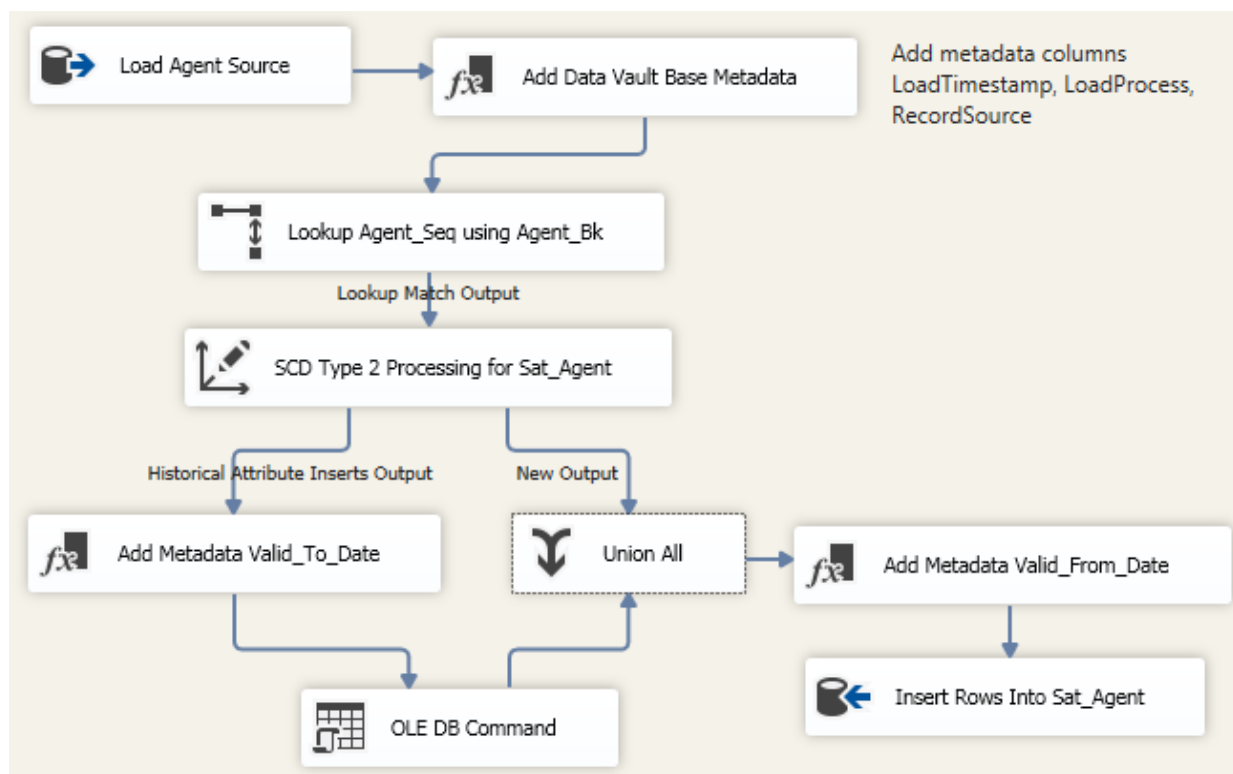 Load Agent Source
Add Data Vault Base Metadata
Add metadata columns
LoadTimestamp, LoadProcess,
RecordSource
Lookup Agent_Seq using Agent_Bk
Lookup Match Output
SCD Type 2 Processing for Sat_Agent
Historical Attribute Inserts Output
New Output
Add Metadata Valid_To_Date
Union All
Add Metadata Valid_From_Date
OLE DB Command
Insert Rows Into Sat_Agent